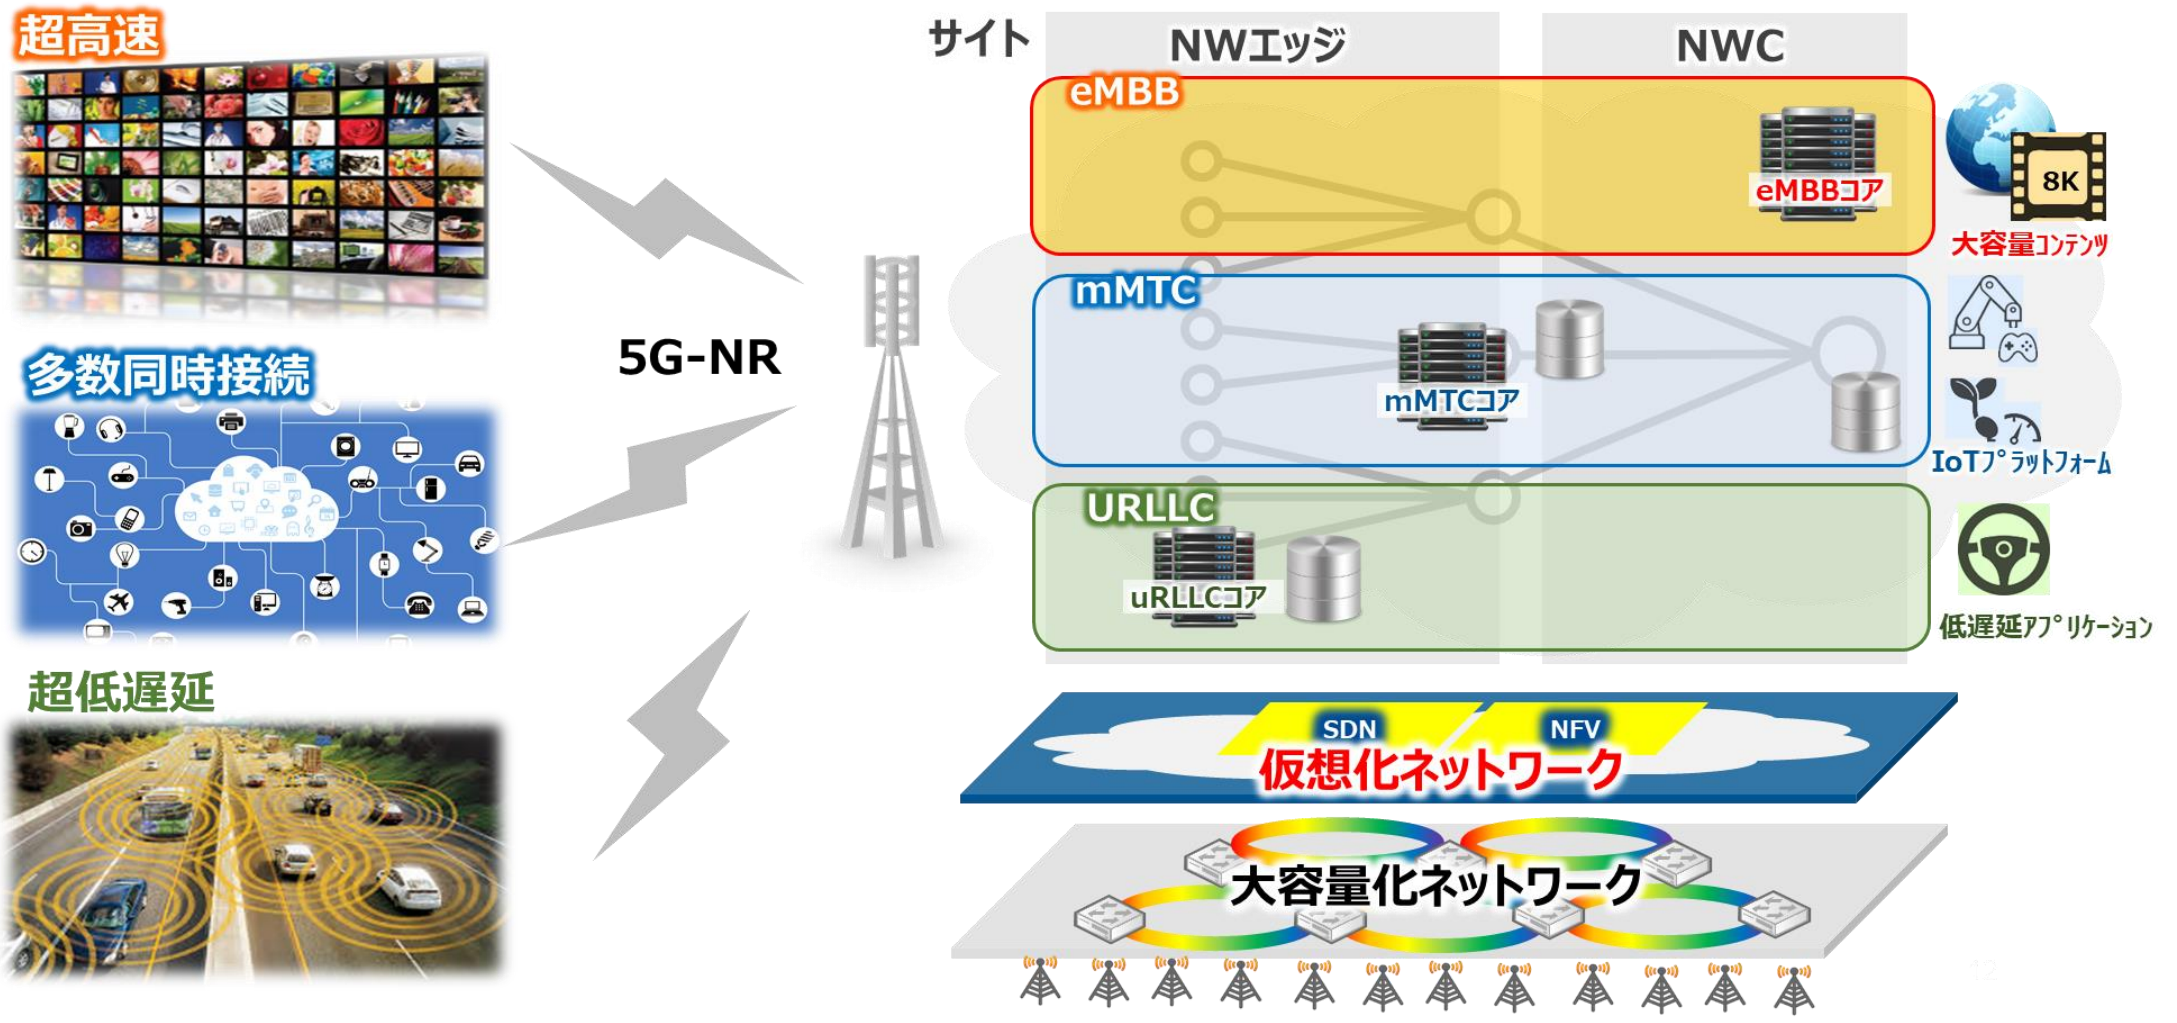 超高速
サイト
NWエッジ
NWC
eMBB
eMBBコア
8K
大容量ｺﾝﾃﾝﾂ
5G-NR
多数同時接続
mMTC
mMTCコア
IoTﾌﾟﾗｯﾄﾌｫｰﾑ
URLLC
uRLLCコア
低遅延ｱﾌﾟﾘｹｰｼｮﾝ
超低遅延
SDN
NFV
仮想化ネットワーク
大容量化ネットワーク
12